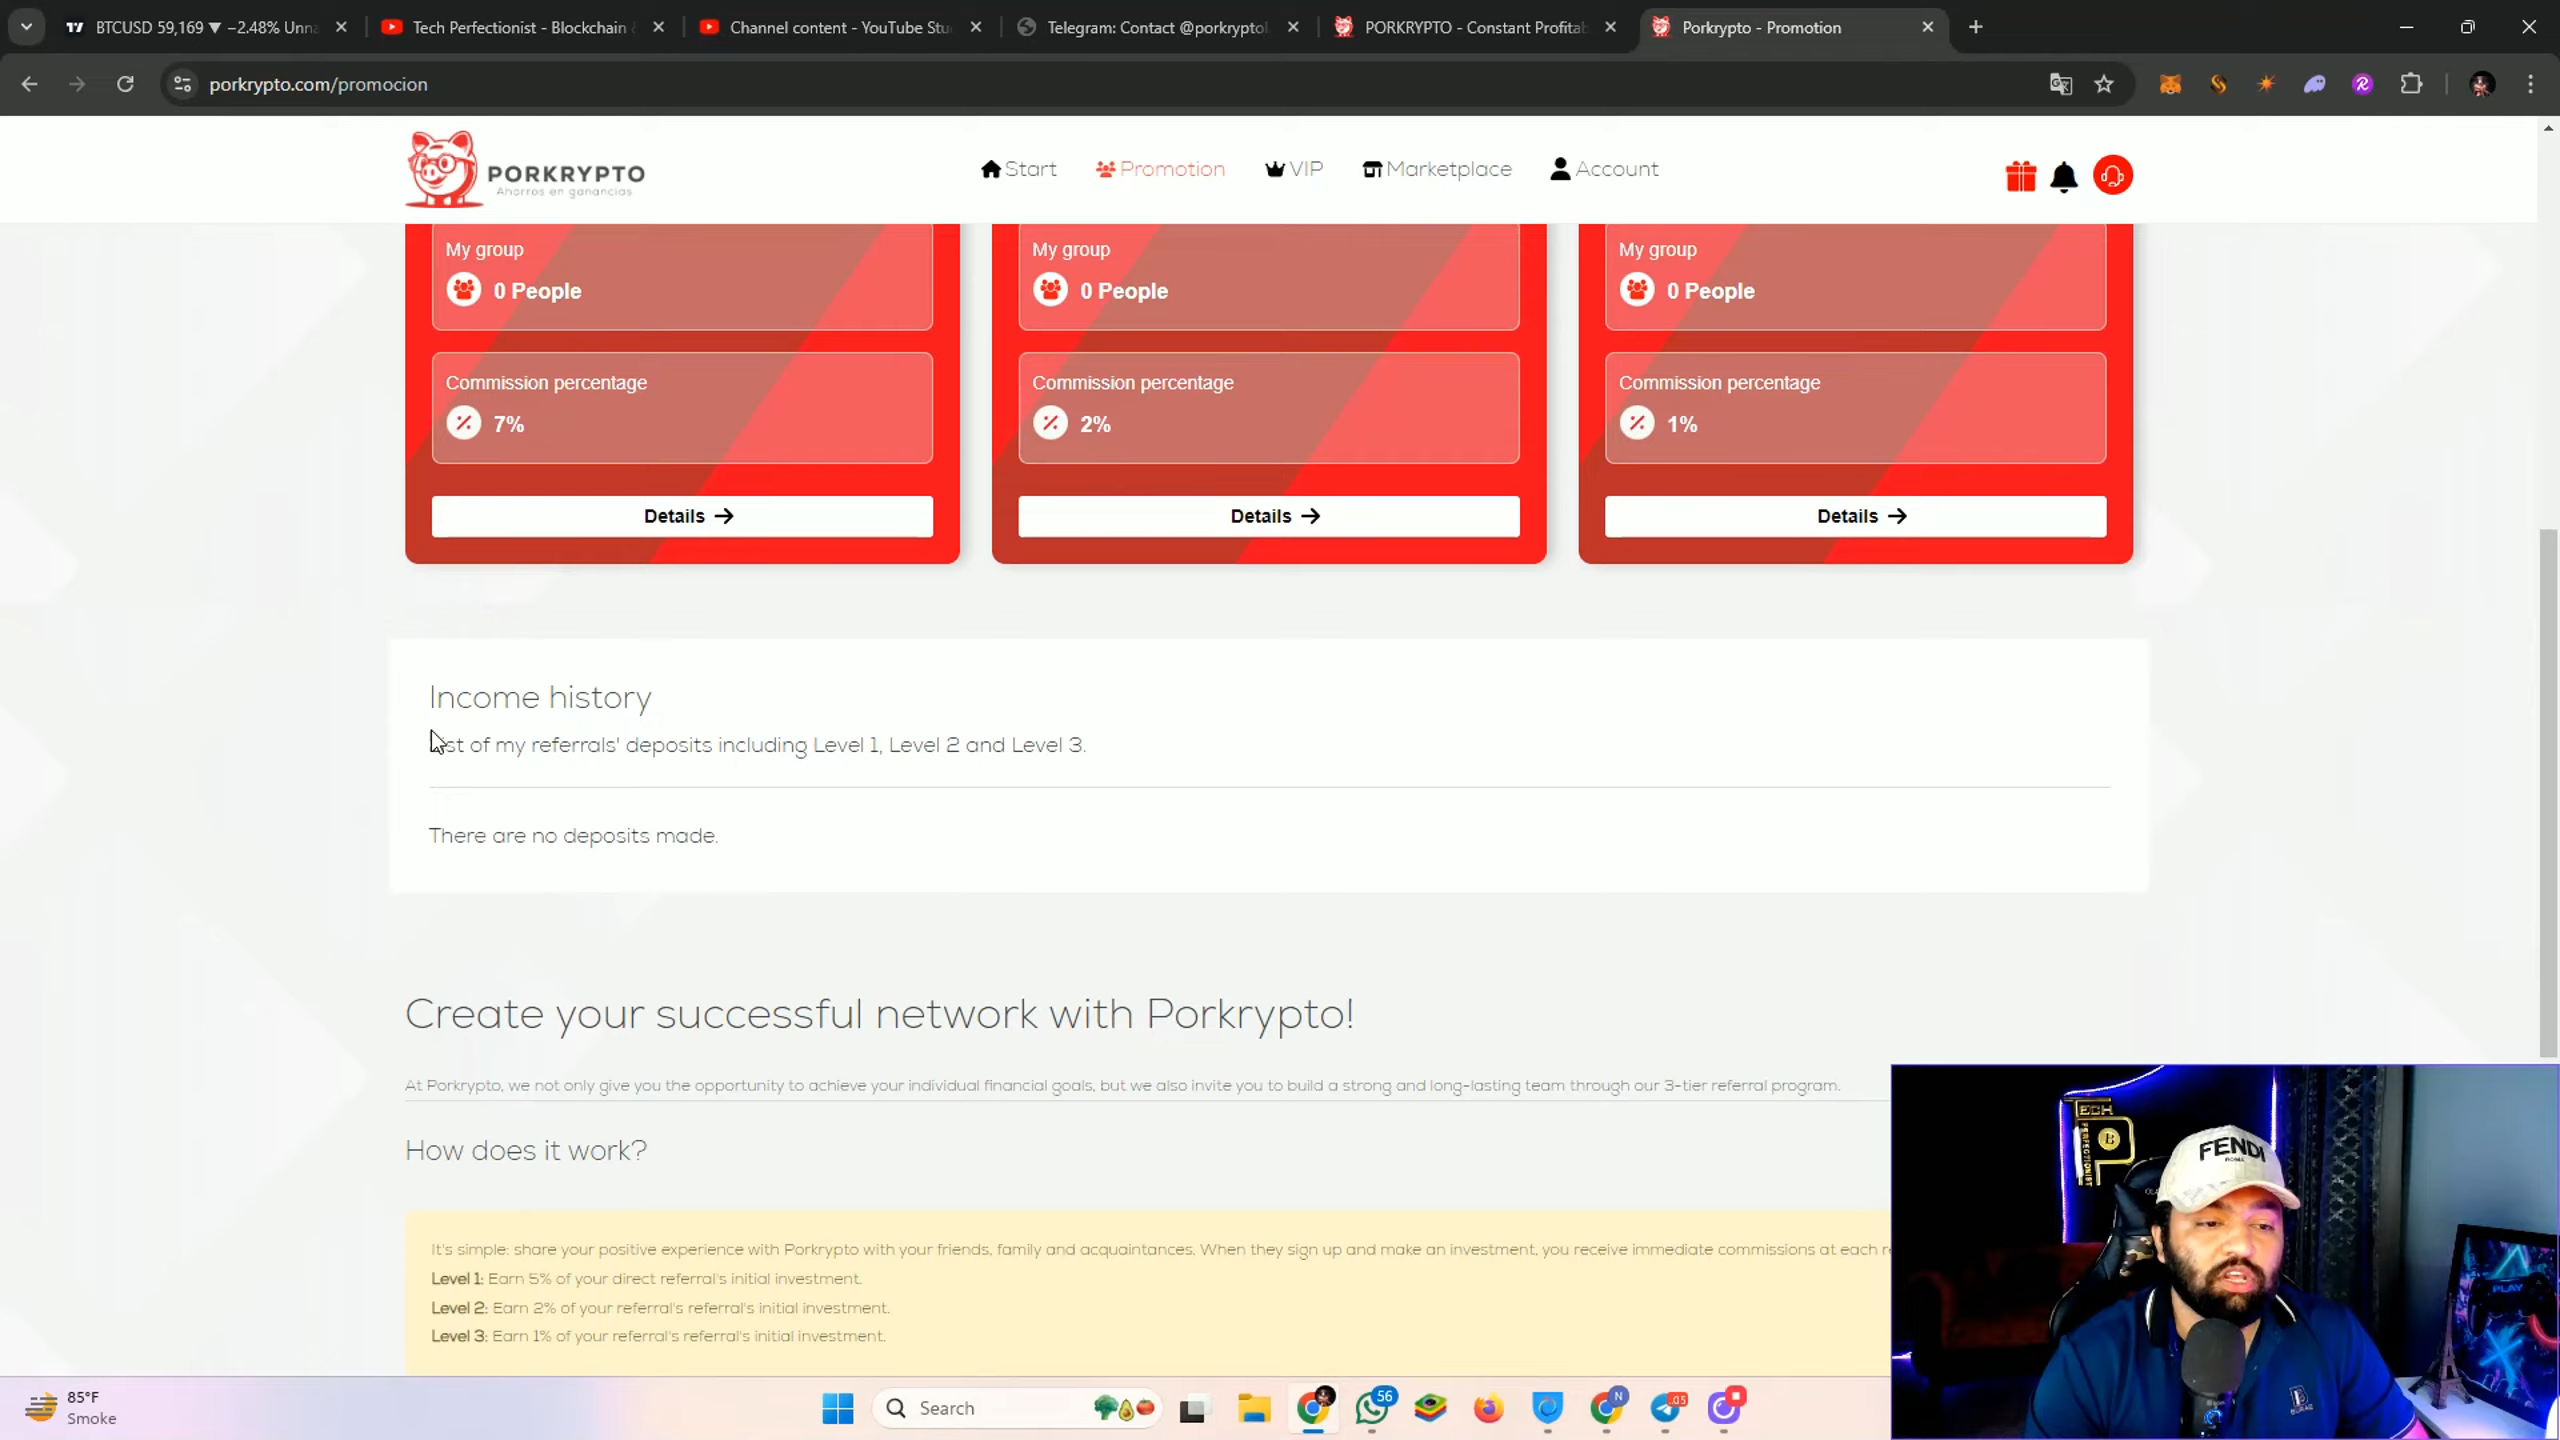 BTCUSD 59,169 ▼ −2.48% Unna
Tech Perfectionist - Blockchain
Channel content - YouTube Stu
Telegram: Contact @porkryptol
PORKRYPTO - Constant Profitab
Porkrypto - Promotion
porkrypto.com/promocion
PORKRYPTO
Ahorros en ganancias
Start
Promotion
VIP
Marketplace
Account
My group
0 People
Commission percentage
7%
Details →
My group
0 People
Commission percentage
2%
Details →
My group
0 People
Commission percentage
1%
Details →
Income history
st of my referrals' deposits including Level 1, Level 2 and Level 3.
There are no deposits made.
Create your successful network with Porkrypto!
At Porkrypto, we not only give you the opportunity to achieve your individual financial goals, but we also invite you to build a strong and long-lasting team through our 3-tier referral program.
How does it work?
It's simple: share your positive experience with Porkrypto with your friends, family and acquaintances. When they sign up and make an investment, you receive immediate commissions at each re
Level 1: Earn 5% of your direct referral's initial investment.
Level 2: Earn 2% of your referral's referral's initial investment.
Level 3: Earn 1% of your referral's referral's initial investment.
TECH
PERFECTIONIST
FENDI
ROMA
PLAY
85°F
Smoke
Search
56
N
05